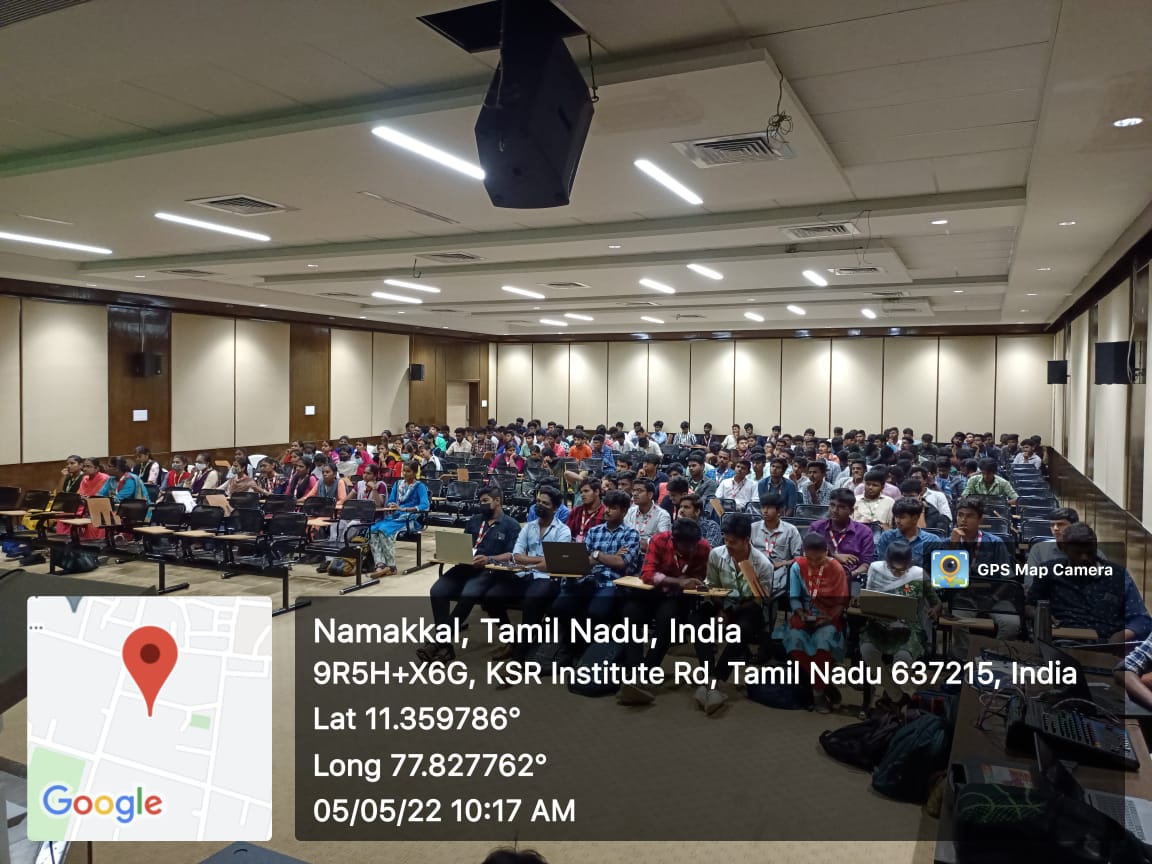 GPS Map Camera
Namakkal, Tamil Nadu, India
9R5H+X6G, KSR Institute Rd, Tamil Nadu 637215, India
Lat 11.359786°
Long 77.827762°
05/05/22 10:17 AM
Google